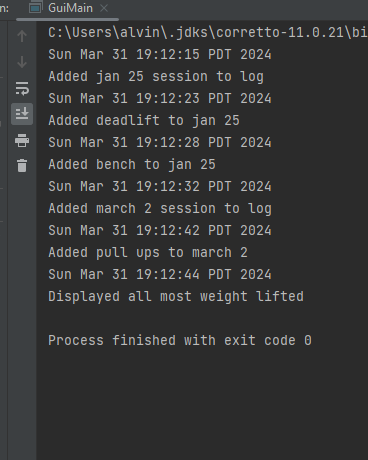 n:
GuiMain
C:\Users\alvin\.jdks\corretto-11.0.21\bi
Sun Mar 31 19:12:15 PDT 2024
Added jan 25 session to log
Sun Mar 31 19:12:23 PDT 2024
Added deadlift to jan 25
Sun Mar 31 19:12:28 PDT 2024
Added bench to jan 25
Sun Mar 31 19:12:32 PDT 2024
Added march 2 session to log
Sun Mar 31 19:12:42 PDT 2024
Added pull ups to march 2
Sun Mar 31 19:12:44 PDT 2024
Displayed all most weight lifted
Process finished with exit code 0